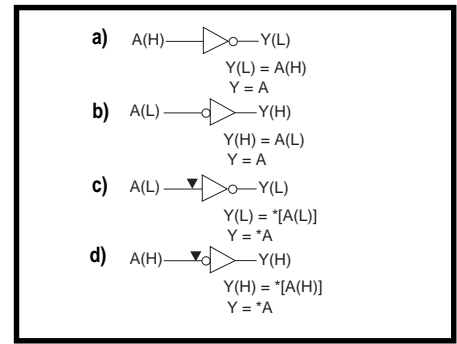 a) A(H) Y(L)
Y(L) = A(H)
Y = A
b) A(L) Y(H)
Y(H) = A(L)
Y = A
c) A(L) Y(L)
Y(L) = *[A(L)]
Y = *A
d) A(H) Y(H)
Y(H) = *[A(H)]
Y = *A